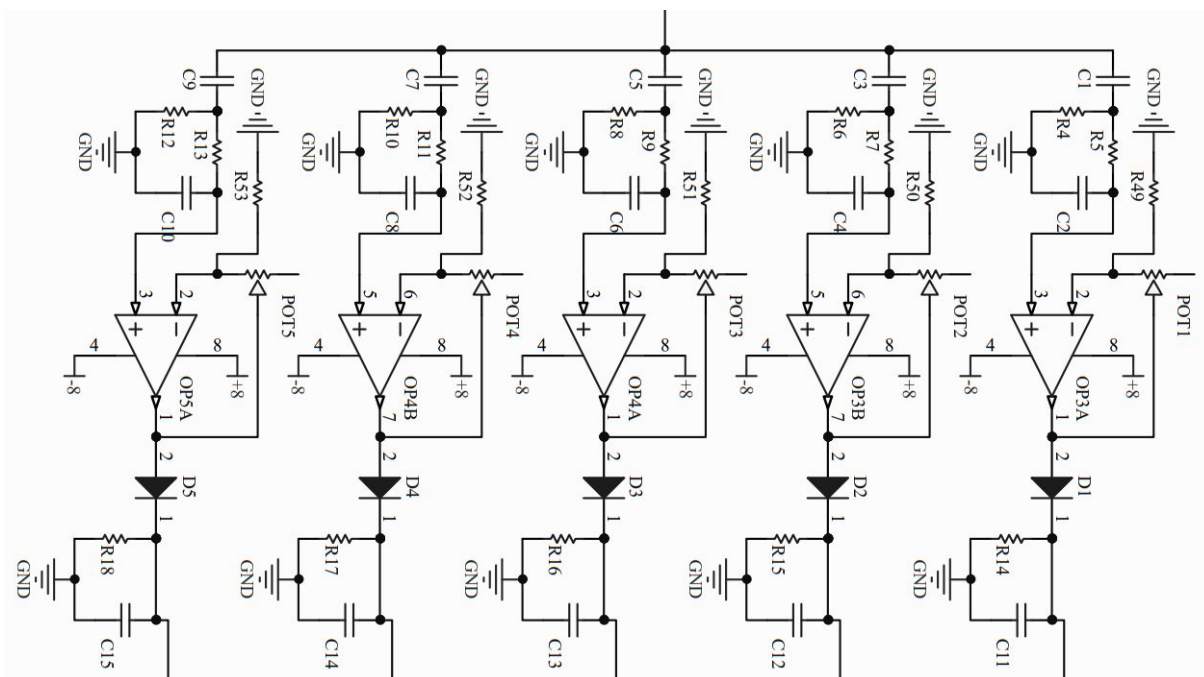 C9
GND
C7
GND
C5
GND
C3
GND
C1
GND
R12
R13
R10
R11
R8
R9
R6
R7
R4
R5
GND
GND
GND
GND
GND
R53
R52
R51
R50
R49
C10
C8
C6
C4
C2
3
2
5
6
3
2
5
6
3
2
POT5
POT4
POT3
POT2
POT1
+
−
+
−
+
−
+
−
+
−
4
8
4
8
4
8
4
8
4
8
-8
+8
-8
+8
-8
+8
-8
+8
-8
+8
OP5A
OP4B
OP4A
OP3B
OP3A
1
7
1
7
1
2
2
2
2
2
D5
D4
D3
D2
D1
1
1
1
1
1
R18
R17
R16
R15
R14
GND
GND
GND
GND
GND
C15
C14
C13
C12
C11